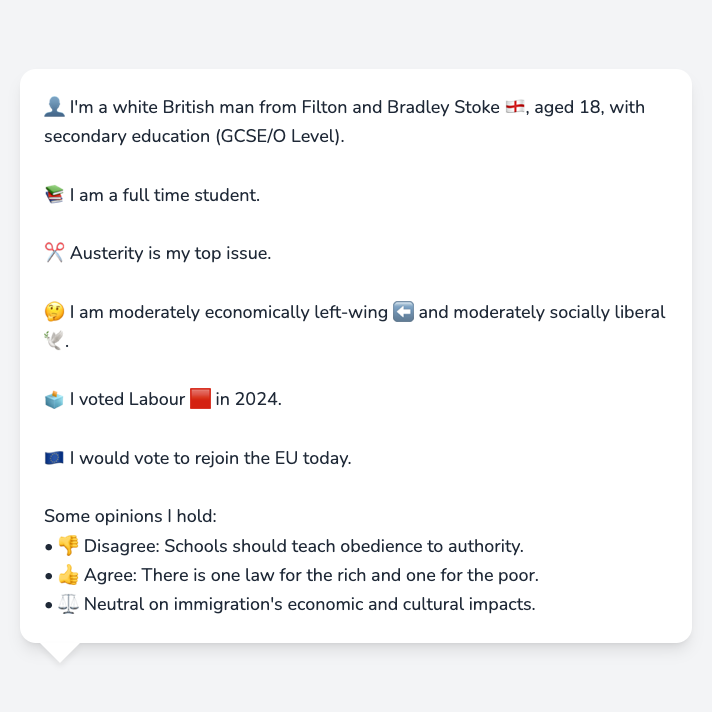 👤 I'm a white British man from Filton and Bradley Stoke 🏴󠁧󠁢󠁥󠁮󠁧󠁿, aged 18, with
secondary education (GCSE/O Level).
📚 I am a full time student.
✂️ Austerity is my top issue.
🤔 I am moderately economically left-wing ⬅️ and moderately socially liberal
🕊️.
🗳️ I voted Labour 🟥 in 2024.
🇪🇺 I would vote to rejoin the EU today.
Some opinions I hold:
• 👎 Disagree: Schools should teach obedience to authority.
• 👍 Agree: There is one law for the rich and one for the poor.
• ⚖️ Neutral on immigration's economic and cultural impacts.